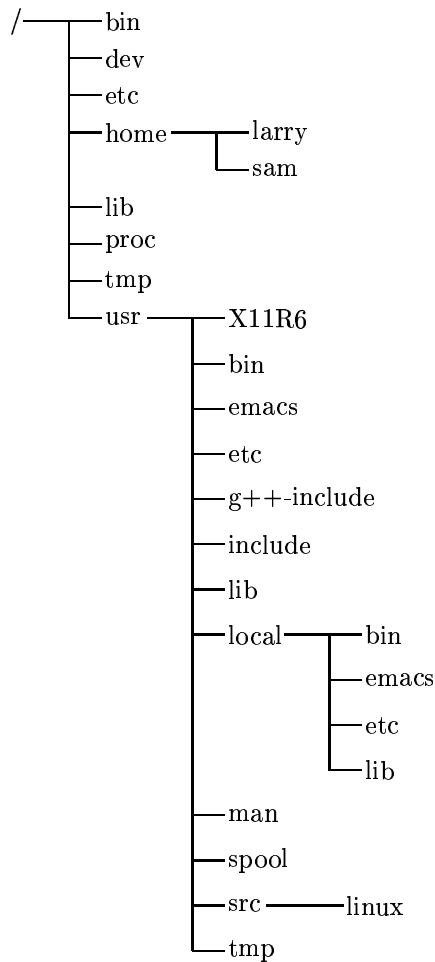 / bin
dev
etc
home larry
sam
lib
proc
tmp
usr X11R6
bin
emacs
etc
g++-include
include
lib
local bin
emacs
etc
lib
man
spool
src linux
tmp